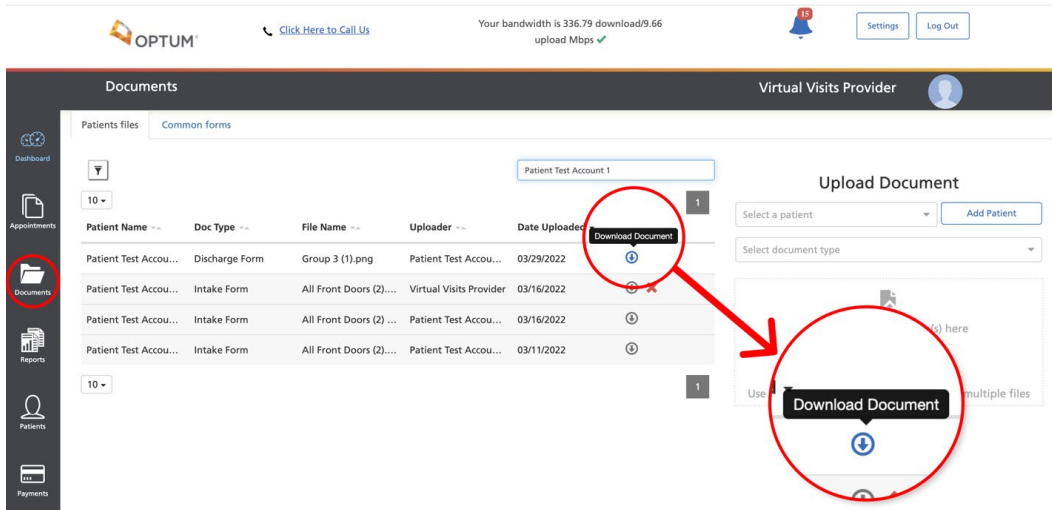 OPTUM®
Click Here to Call Us
Your bandwidth is 336.79 download/9.66
upload Mbps
15
Settings
Log Out
Documents
Virtual Visits Provider
Dashboard
Appointments
Documents
Reports
Patients
Payments
Patients files
Common forms
Patient Test Account 1
10
1
Patient Name
Doc Type
File Name
Uploader
Date Uploaded
Download Document
Patient Test Accou... Discharge Form Group 3 (1).png Patient Test Accou... 03/29/2022
Patient Test Accou... Intake Form All Front Doors (2).... Virtual Visits Provider 03/16/2022
Patient Test Accou... Intake Form All Front Doors (2) ... Patient Test Accou... 03/16/2022
Patient Test Accou... Intake Form All Front Doors (2).... Patient Test Accou... 03/11/2022
10
1
Upload Document
Select a patient
Add Patient
Select document type
(s) here
Use
multiple files
Download Document